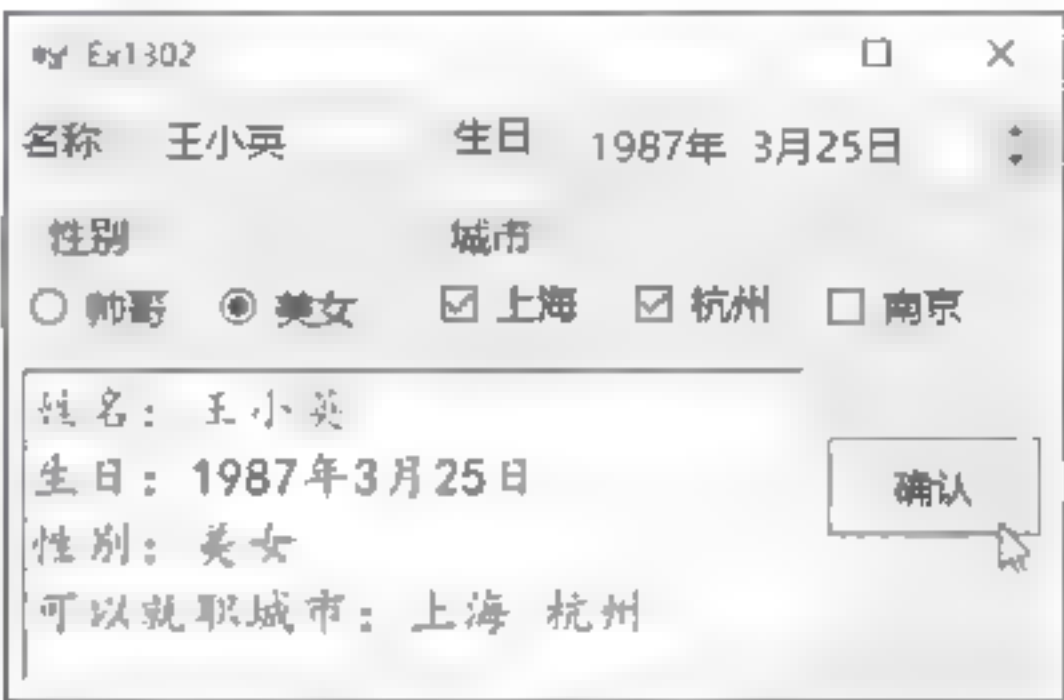 Ex1302
名称 王小英 生日 1987年 3月25日
性别 城市
帅哥 美女 上海 杭州 南京
姓名：王小英
生日：1987年3月25日
性别：美女
可以就职城市：上海 杭州
确认